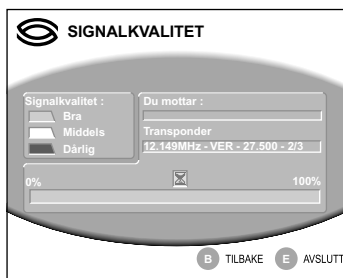 SIGNALKVALITET
Signalkvalitet :
Bra
Middels
Dårlig
Du mottar :
Transponder
12.149MHz - VER - 27.500 - 2/3
0%
100%
B TILBAKE E AVSLUTT